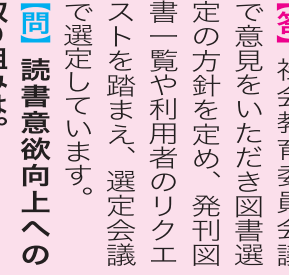 【答】社会教育委員会議
で意見をいただき図書選
定の方針を定め、発刊図
書一覧や利用者のリクエ
ストを踏まえ、選定会議
で選定しています。
【問】読書意欲向上への
取り組みは。